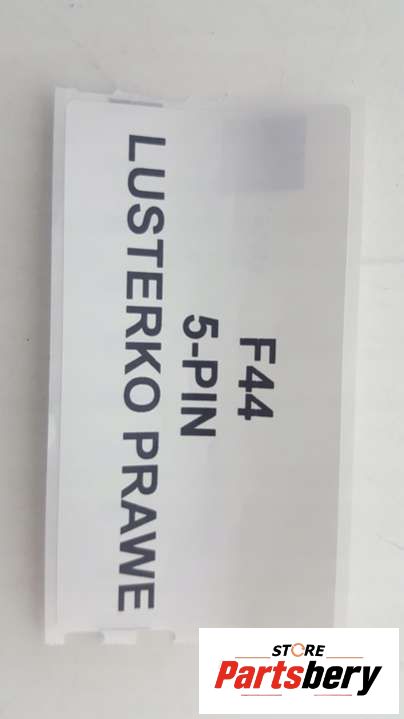 F44
5-PIN
LUSTERKO PRAWE
STORE
Partsbery